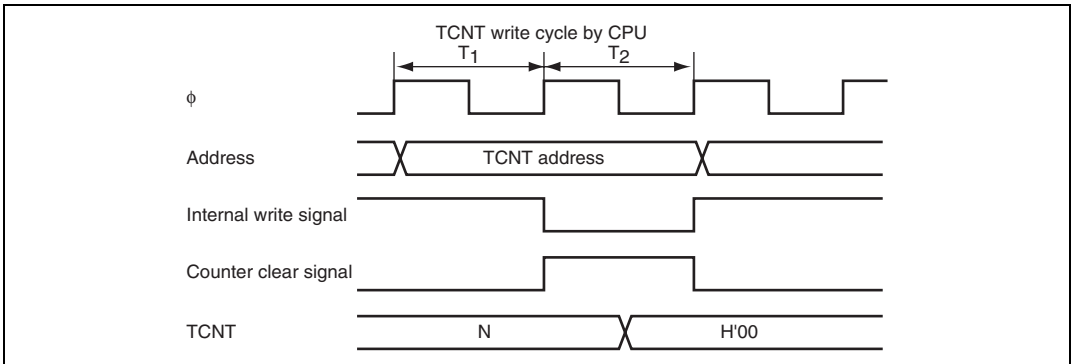 TCNT write cycle by CPU
T1 T2
φ
Address TCNT address
Internal write signal
Counter clear signal
TCNT N H'00